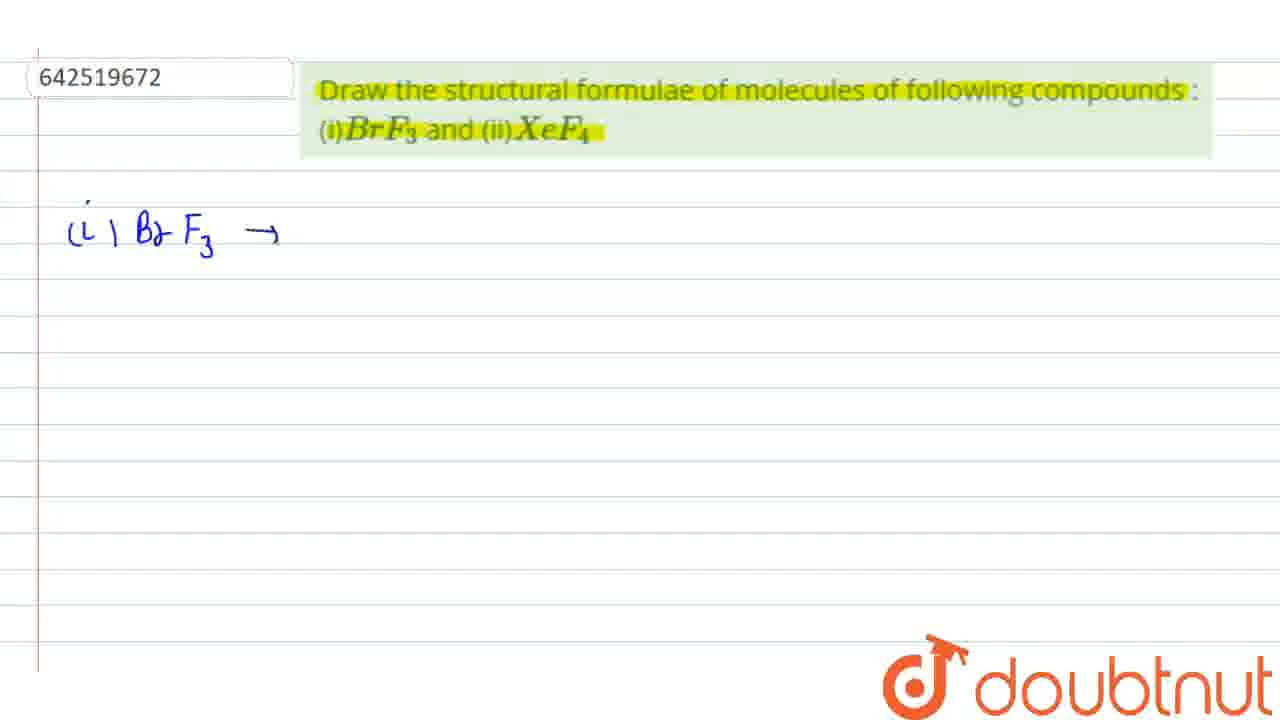 642519672
Draw the structural formulae of molecules of following compounds :
(i)BrF₃ and (ii)XeF₄
(i) BrF₃ →
doubtnut